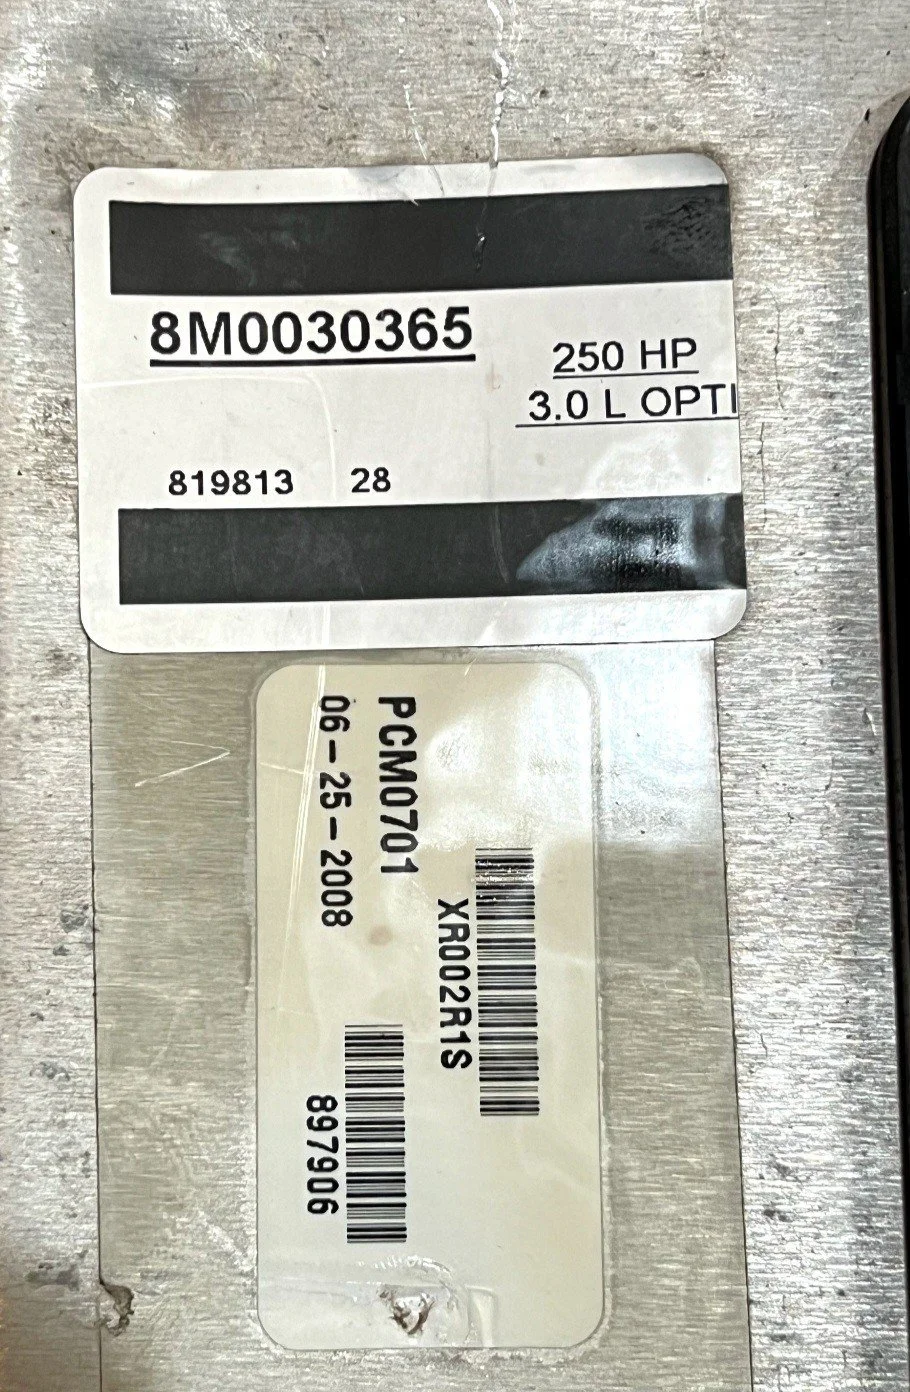 8M0030365
250 HP
3.0 L OPTI
819813 28
PCM0701
06-25-2008
XR002R1S
897906